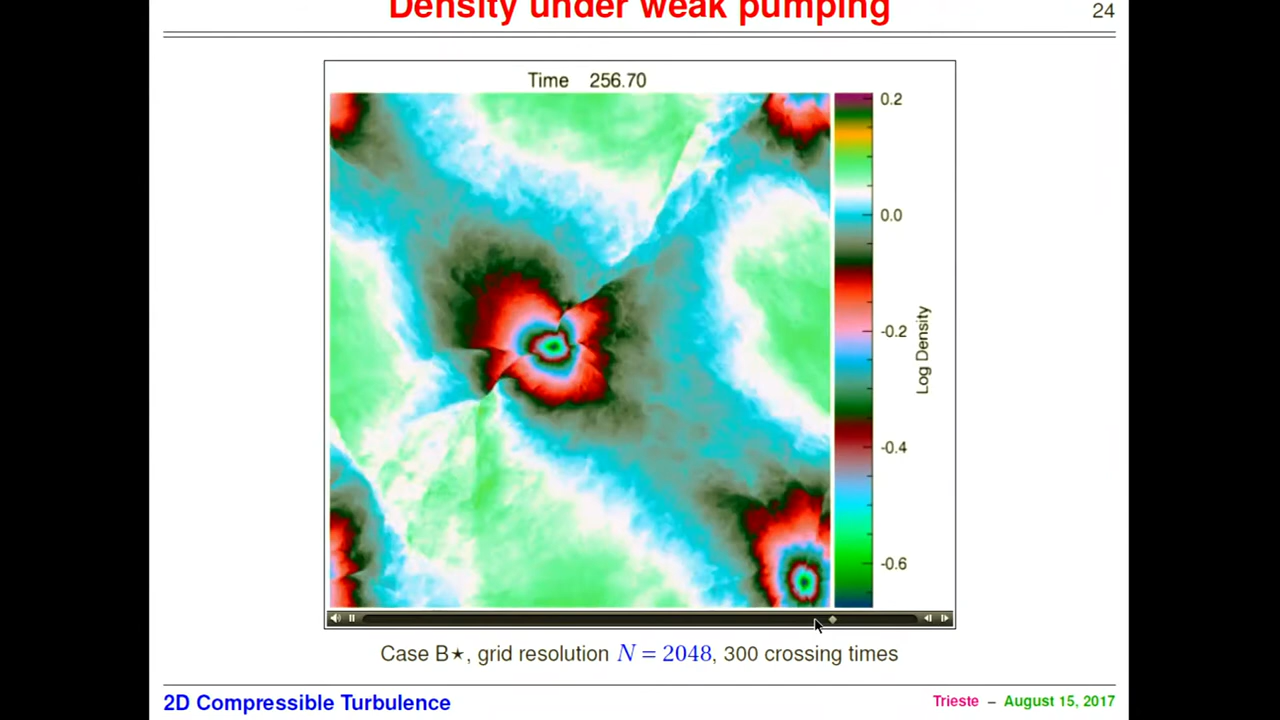 Density under weak pumping
24
Time 256.70
0.2
0.0
-0.2
-0.4
-0.6
Log Density
Case B★, grid resolution N = 2048, 300 crossing times
2D Compressible Turbulence
Trieste – August 15, 2017